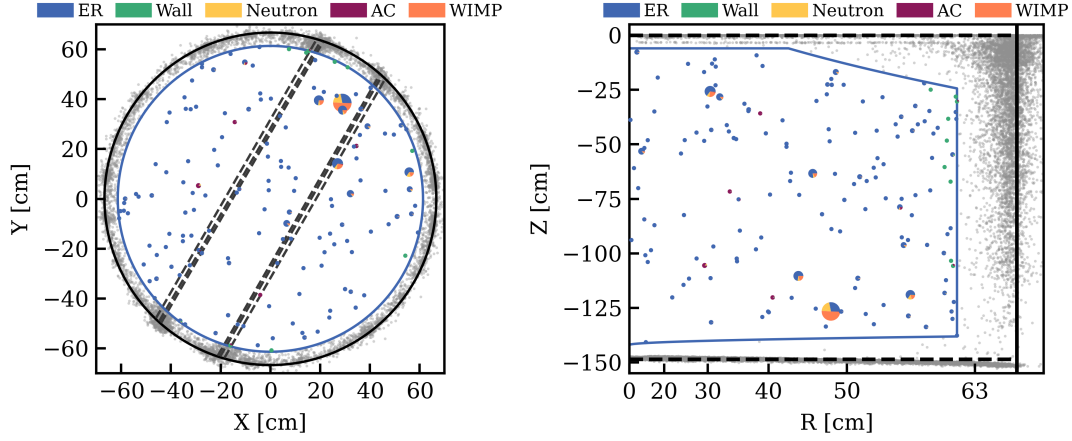 ER Wall Neutron AC WIMP
60
40
20
0
−20
−40
−60
−60 −40 −20 0 20 40 60
X [cm]
Y [cm]
ER Wall Neutron AC WIMP
0
−25
−50
−75
−100
−125
−150
0 20 30 40 50 63
R [cm]
Z [cm]